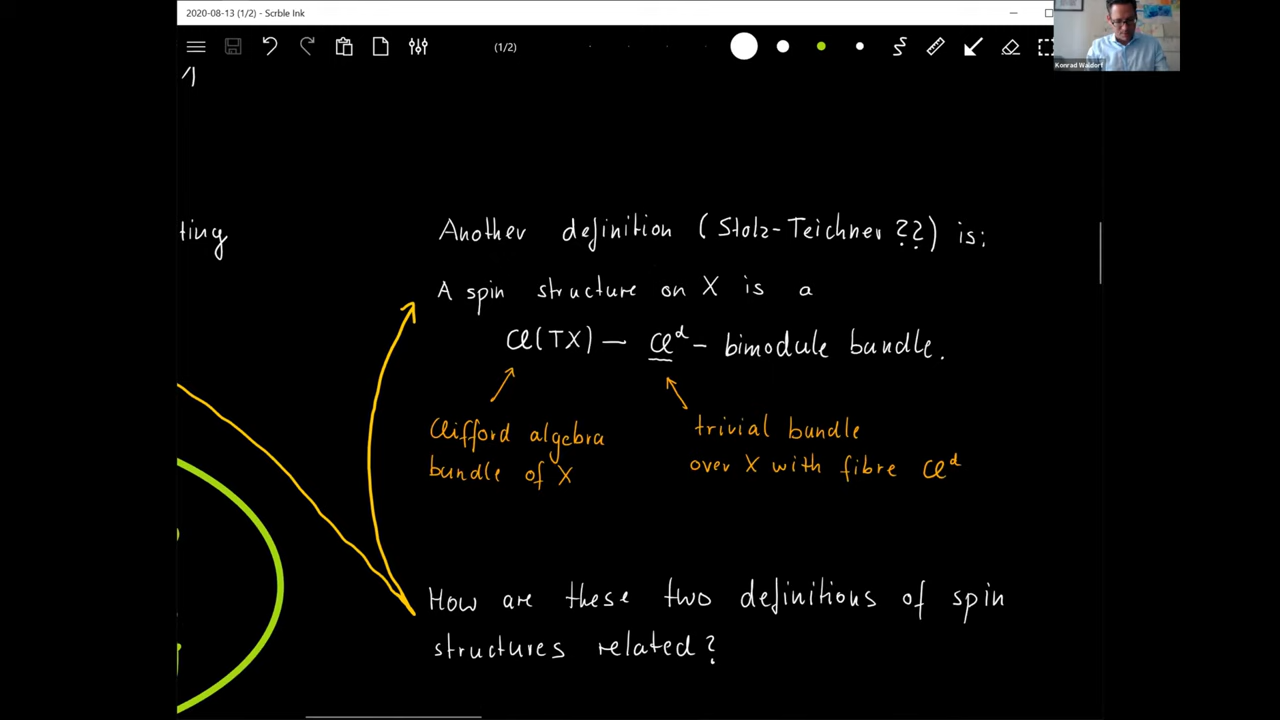 2020-08-13 (1/2) - Scrble Ink
(1/2)
Konrad Waldorf
ting
Another definition (Stolz-Teichner ??) is:
A spin structure on X is a
Cl(TX) - Cl^d - bimodule bundle.
Clifford algebra
bundle of X
trivial bundle
over X with fibre Cl^d
How are these two definitions of spin
structures related?